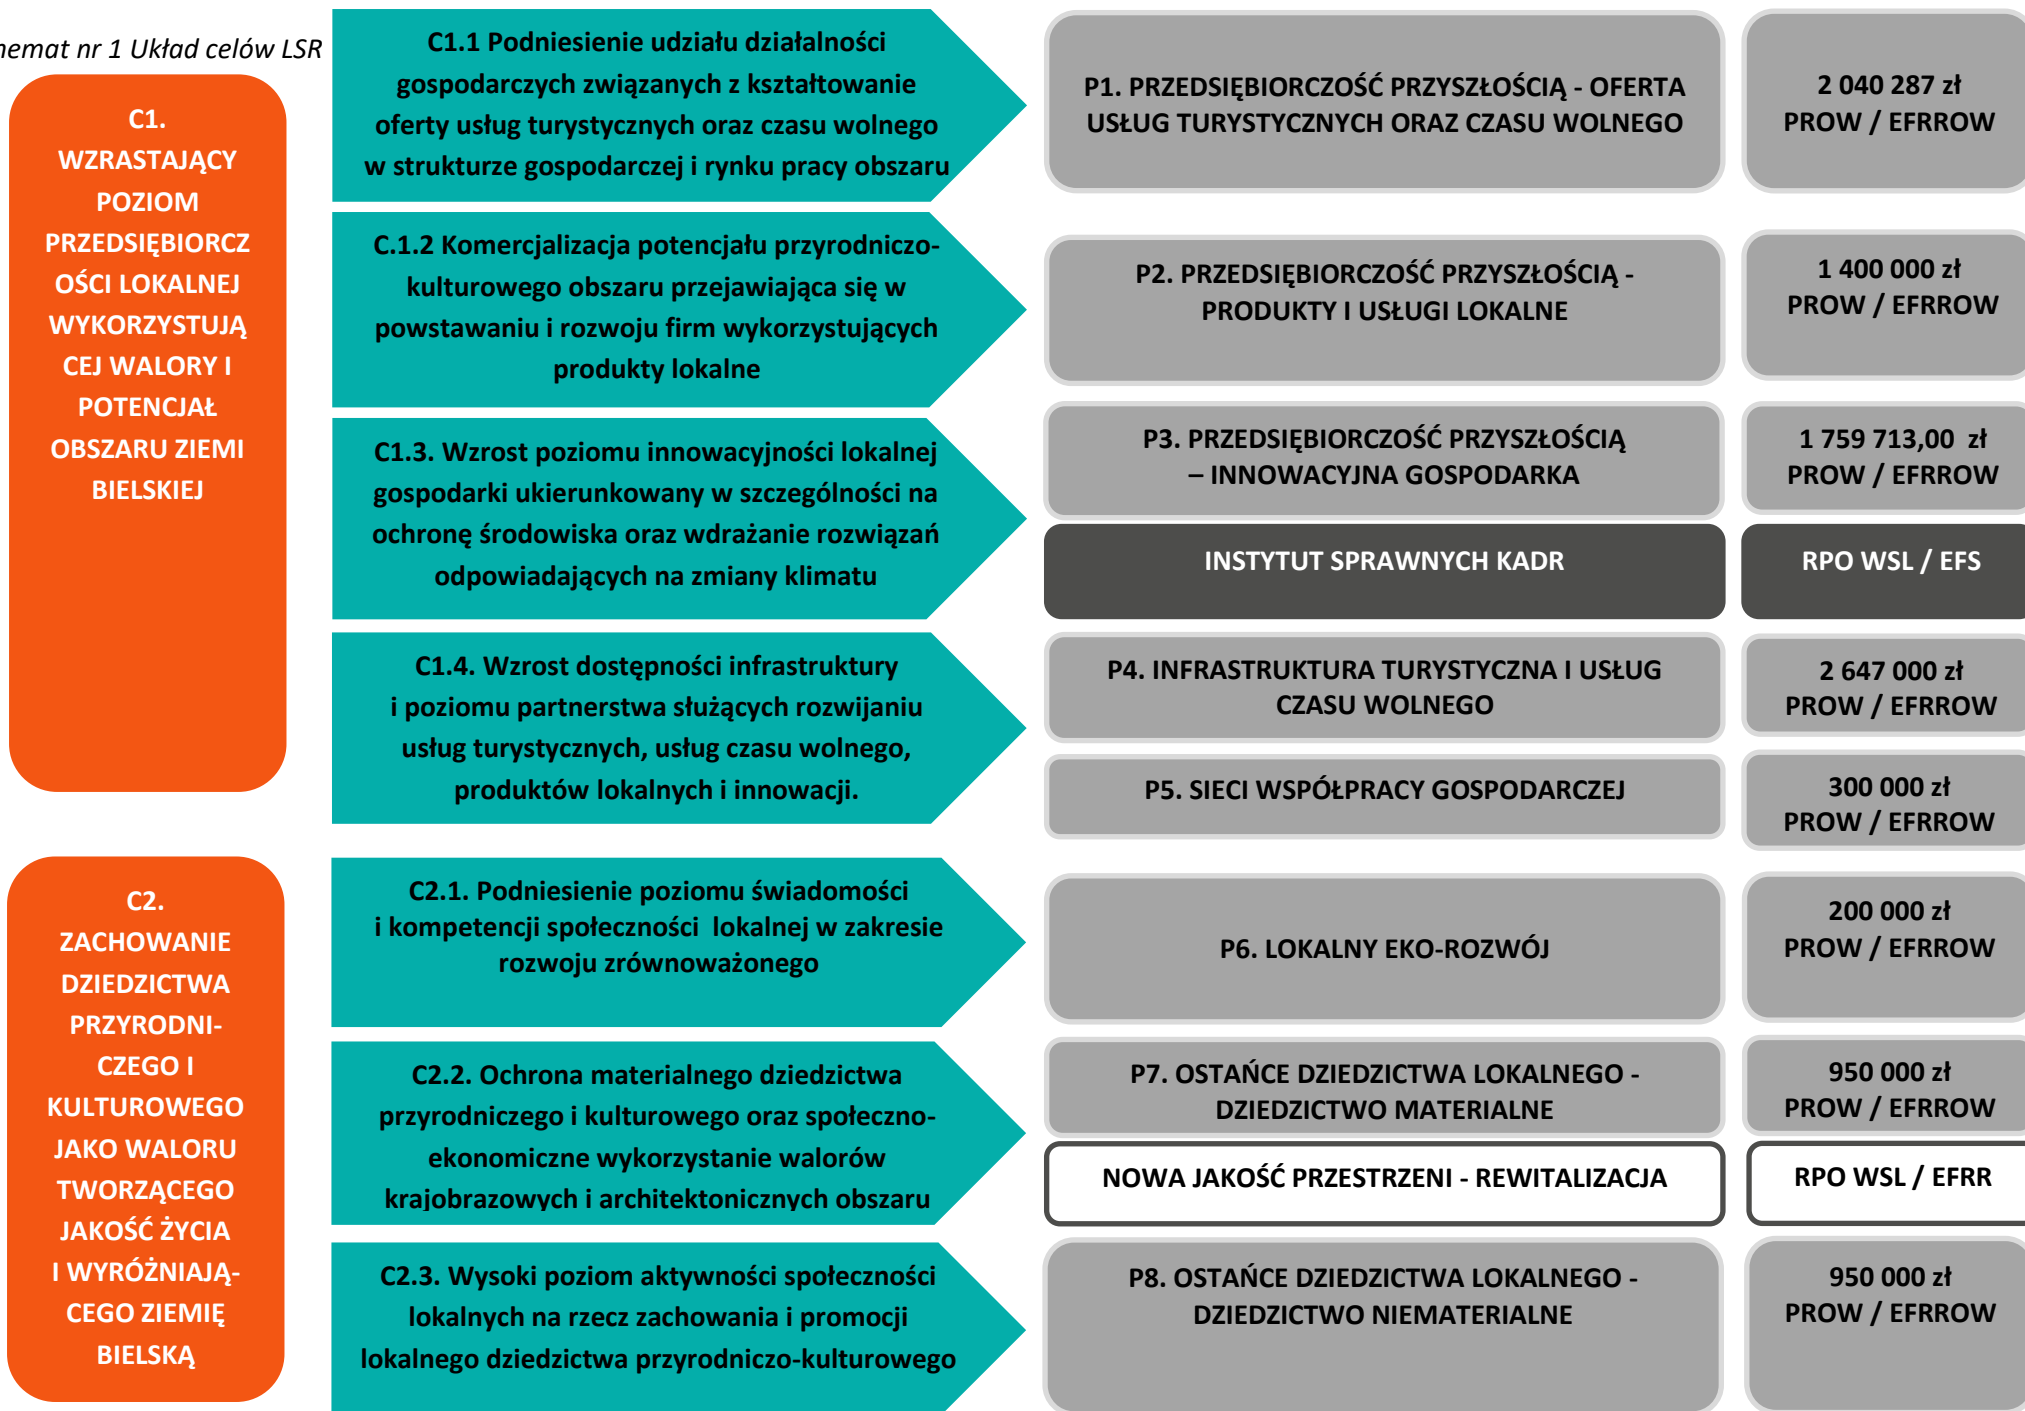 hemat nr 1 Układ celów LSR
C1.
WZRASTAJĄCY
POZIOM
PRZEDSIĘBIORCZ
OŚCI LOKALNEJ
WYKORZYSTUJĄ
CEJ WALORY I
POTENCJAŁ
OBSZARU ZIEMI
BIELSKIEJ
C1.1 Podniesienie udziału działalności
gospodarczych związanych z kształtowanie
oferty usług turystycznych oraz czasu wolnego
w strukturze gospodarczej i rynku pracy obszaru
P1. PRZEDSIĘBIORCZOŚĆ PRZYSZŁOŚCIĄ - OFERTA
USŁUG TURYSTYCZNYCH ORAZ CZASU WOLNEGO
2 040 287 zł
PROW / EFRROW
C.1.2 Komercjalizacja potencjału przyrodniczo-
kulturowego obszaru przejawiająca się w
powstawaniu i rozwoju firm wykorzystujących
produkty lokalne
P2. PRZEDSIĘBIORCZOŚĆ PRZYSZŁOŚCIĄ -
PRODUKTY I USŁUGI LOKALNE
1 400 000 zł
PROW / EFRROW
C1.3. Wzrost poziomu innowacyjności lokalnej
gospodarki ukierunkowany w szczególności na
ochronę środowiska oraz wdrażanie rozwiązań
odpowiadających na zmiany klimatu
P3. PRZEDSIĘBIORCZOŚĆ PRZYSZŁOŚCIĄ
– INNOWACYJNA GOSPODARKA
1 759 713,00 zł
PROW / EFRROW
INSTYTUT SPRAWNYCH KADR
RPO WSL / EFS
C1.4. Wzrost dostępności infrastruktury
i poziomu partnerstwa służących rozwijaniu
usług turystycznych, usług czasu wolnego,
produktów lokalnych i innowacji.
P4. INFRASTRUKTURA TURYSTYCZNA I USŁUG
CZASU WOLNEGO
2 647 000 zł
PROW / EFRROW
P5. SIECI WSPÓŁPRACY GOSPODARCZEJ
300 000 zł
PROW / EFRROW
C2.
ZACHOWANIE
DZIEDZICTWA
PRZYRODNI-
CZEGO I
KULTUROWEGO
JAKO WALORU
TWORZĄCEGO
JAKOŚĆ ŻYCIA
I WYRÓŻNIAJĄ-
CEGO ZIEMIĘ
BIELSKĄ
C2.1. Podniesienie poziomu świadomości
i kompetencji społeczności lokalnej w zakresie
rozwoju zrównoważonego
P6. LOKALNY EKO-ROZWÓJ
200 000 zł
PROW / EFRROW
C2.2. Ochrona materialnego dziedzictwa
przyrodniczego i kulturowego oraz społeczno-
ekonomiczne wykorzystanie walorów
krajobrazowych i architektonicznych obszaru
P7. OSTAŃCE DZIEDZICTWA LOKALNEGO -
DZIEDZICTWO MATERIALNE
950 000 zł
PROW / EFRROW
NOWA JAKOŚĆ PRZESTRZENI - REWITALIZACJA
RPO WSL / EFRR
C2.3. Wysoki poziom aktywności społeczności
lokalnych na rzecz zachowania i promocji
lokalnego dziedzictwa przyrodniczo-kulturowego
P8. OSTAŃCE DZIEDZICTWA LOKALNEGO -
DZIEDZICTWO NIEMATERIALNE
950 000 zł
PROW / EFRROW